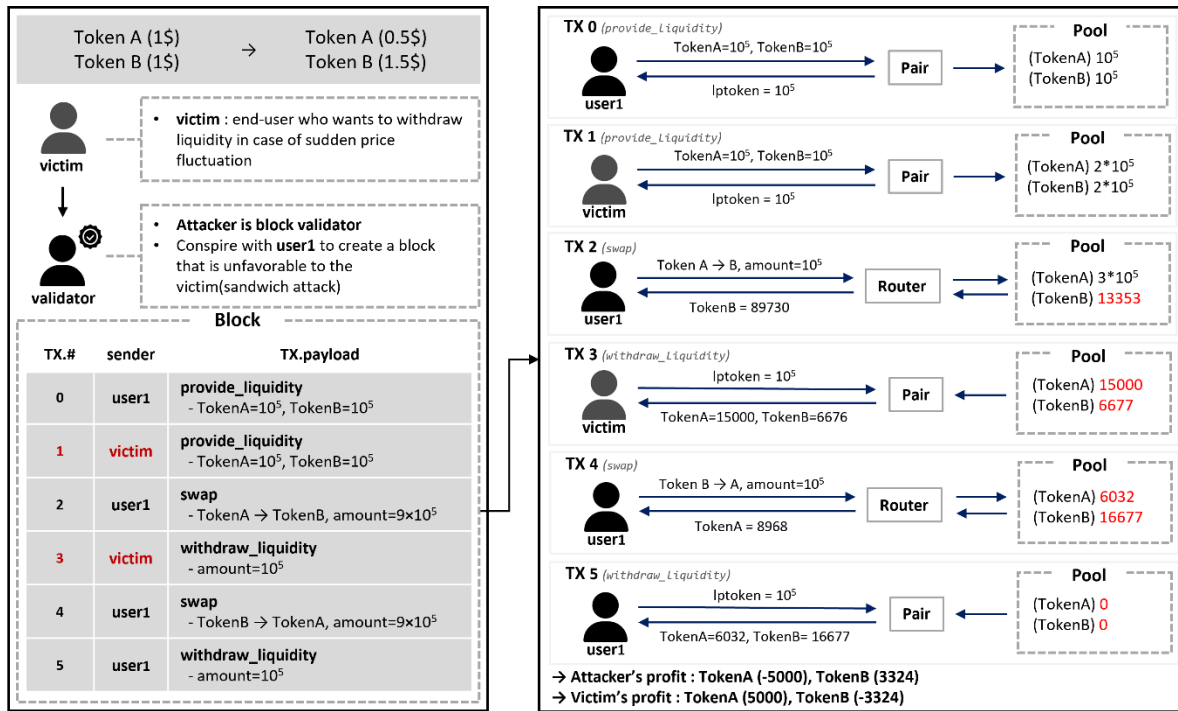 Token A (1$) → Token A (0.5$)
Token B (1$) Token B (1.5$)
victim
• victim : end-user who wants to withdraw
liquidity in case of sudden price
fluctuation
validator
• Attacker is block validator
• Conspire with user1 to create a block
that is unfavorable to the
victim(sandwich attack)
Block
TX.# sender TX.payload
0 user1 provide_liquidity
- TokenA=10⁵, TokenB=10⁵
1 victim provide_liquidity
- TokenA=10⁵, TokenB=10⁵
2 user1 swap
- TokenA → TokenB, amount=9×10⁵
3 victim withdraw_liquidity
- amount=10⁵
4 user1 swap
- TokenB → TokenA, amount=9×10⁵
5 user1 withdraw_liquidity
- amount=10⁵
TX 0 (provide_liquidity)
user1
TokenA=10⁵, TokenB=10⁵
lptoken = 10⁵
Pair
Pool
(TokenA) 10⁵
(TokenB) 10⁵
TX 1 (provide_liquidity)
victim
TokenA=10⁵, TokenB=10⁵
lptoken = 10⁵
Pair
Pool
(TokenA) 2*10⁵
(TokenB) 2*10⁵
TX 2 (swap)
user1
Token A → B, amount=10⁵
TokenB = 89730
Router
Pool
(TokenA) 3*10⁵
(TokenB) 13353
TX 3 (withdraw_liquidity)
victim
lptoken = 10⁵
TokenA=15000, TokenB=6676
Pair
Pool
(TokenA) 15000
(TokenB) 6677
TX 4 (swap)
user1
Token B → A, amount=10⁵
TokenA = 8968
Router
Pool
(TokenA) 6032
(TokenB) 16677
TX 5 (withdraw_liquidity)
user1
lptoken = 10⁵
TokenA=6032, TokenB= 16677
Pair
Pool
(TokenA) 0
(TokenB) 0
→ Attacker's profit : TokenA (-5000), TokenB (3324)
→ Victim's profit : TokenA (5000), TokenB (-3324)